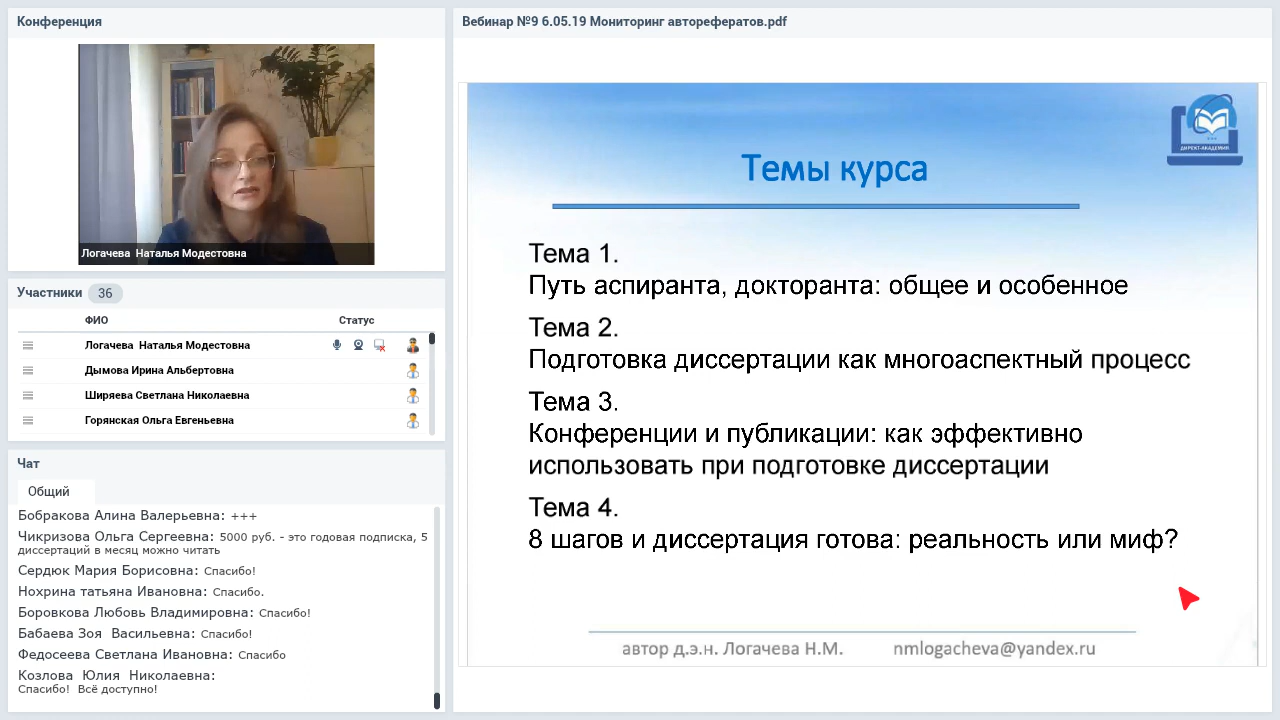 Конференция
Логачева  Наталья Модестовна
Участники 36
ФИО Статус
Логачева  Наталья Модестовна
Дымова Ирина Альбертовна
Ширяева Светлана Николаевна
Горянская Ольга Евгеньевна
Чат
Общий
Бобракова Алина Валерьевна: +++
Чикризова Ольга Сергеевна: 5000 руб. - это годовая подписка, 5
диссертаций в месяц можно читать
Сердюк Мария Борисовна: Спасибо!
Нохрина татьяна Ивановна: Спасибо.
Боровкова Любовь Владимировна: Спасибо!
Бабаева Зоя  Васильевна: Спасибо!
Федосеева Светлана Ивановна: Спасибо
Козлова  Юлия  Николаевна:
Спасибо!  Всё доступно!
Вебинар №9 6.05.19 Мониторинг авторефератов.pdf
ДИРЕКТ-АКАДЕМИЯ
Темы курса
Тема 1.
Путь аспиранта, докторанта: общее и особенное
Тема 2.
Подготовка диссертации как многоаспектный процесс
Тема 3.
Конференции и публикации: как эффективно
использовать при подготовке диссертации
Тема 4.
8 шагов и диссертация готова: реальность или миф?
автор д.э.н. Логачева Н.М. nmlogacheva@yandex.ru